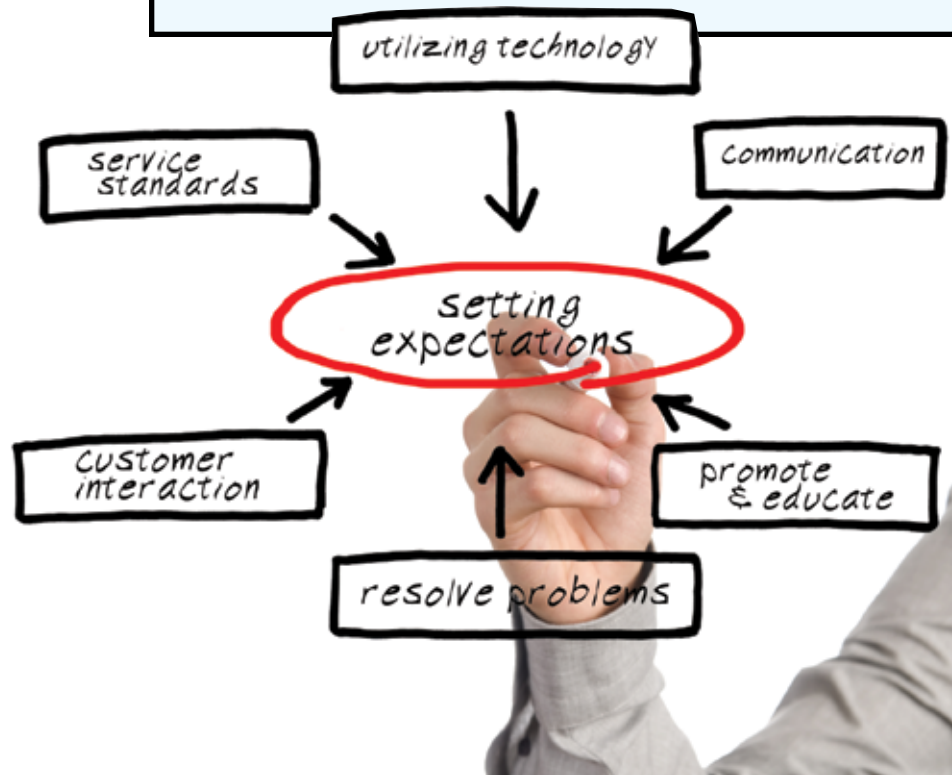 utilizing technology
service
standards
communication
setting
expectations
customer
interaction
promote
& educate
resolve problems